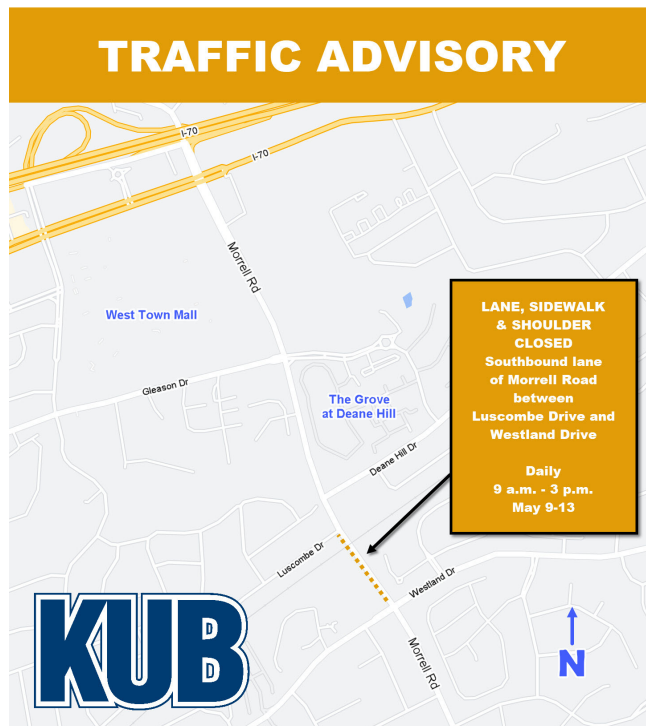 TRAFFIC ADVISORY
I-70
I-70
Morrell Rd
West Town Mall
LANE, SIDEWALK
& SHOULDER
CLOSED
Southbound lane
of Morrell Road
between
Luscombe Drive and
Westland Drive
Daily
9 a.m. - 3 p.m.
May 9-13
Gleason Dr
The Grove
at Deane Hill
Deane Hill Dr
Luscombe Dr
Westland Dr
Morrell Rd
KUB
N